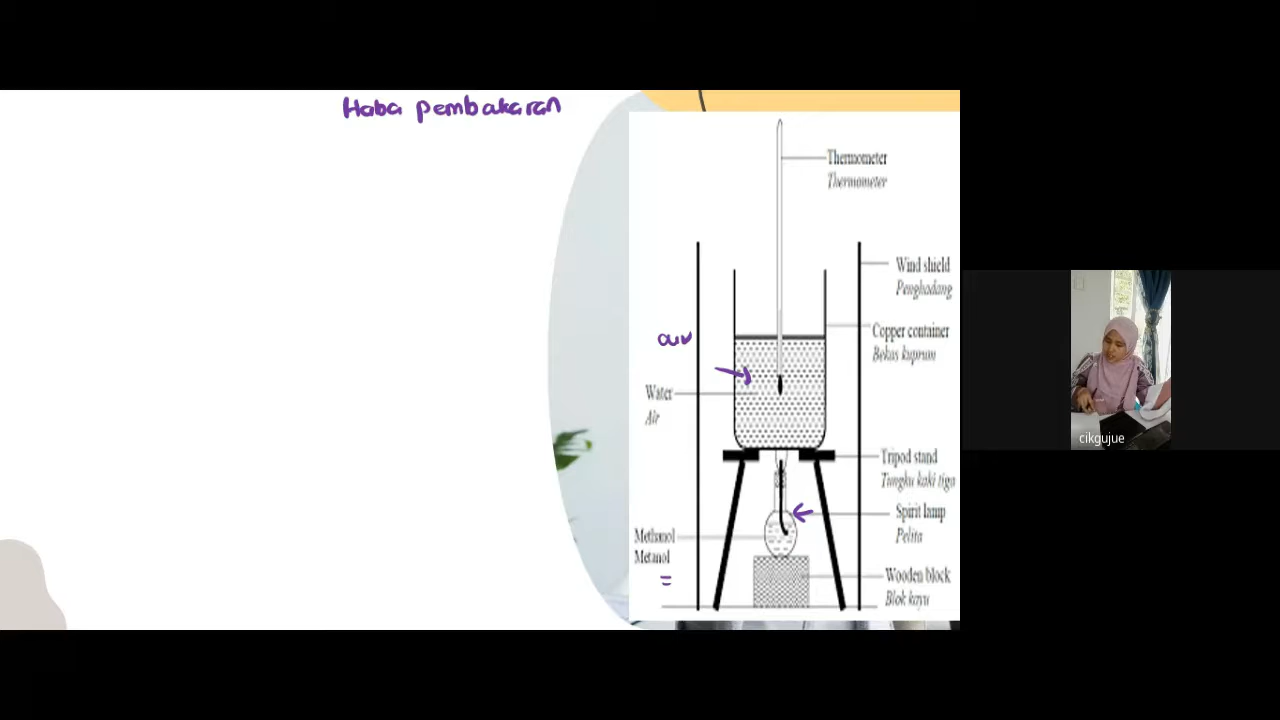 Haba pembakaran
Thermometer
Thermometer
Wind shield
Penghadang
air
Copper container
Bekas kuprum
Water
Air
Tripod stand
Tungku kaki tiga
Spirit lamp
Pelita
Methanol
Metanol
=
Wooden block
Blok kayu
cikgujue